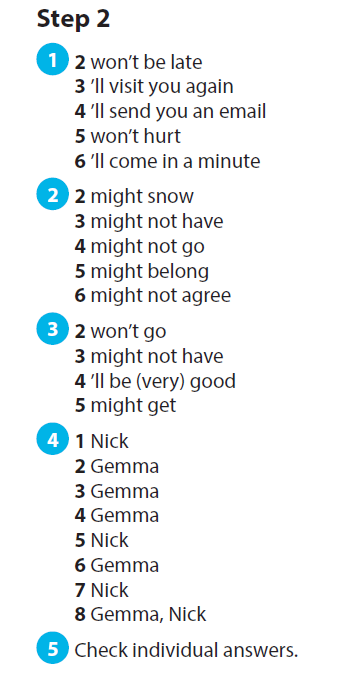 Step 2
1 2 won't be late
3 'll visit you again
4 'll send you an email
5 won't hurt
6 'll come in a minute
2 2 might snow
3 might not have
4 might not go
5 might belong
6 might not agree
3 2 won't go
3 might not have
4 'll be (very) good
5 might get
4 1 Nick
2 Gemma
3 Gemma
4 Gemma
5 Nick
6 Gemma
7 Nick
8 Gemma, Nick
5 Check individual answers.